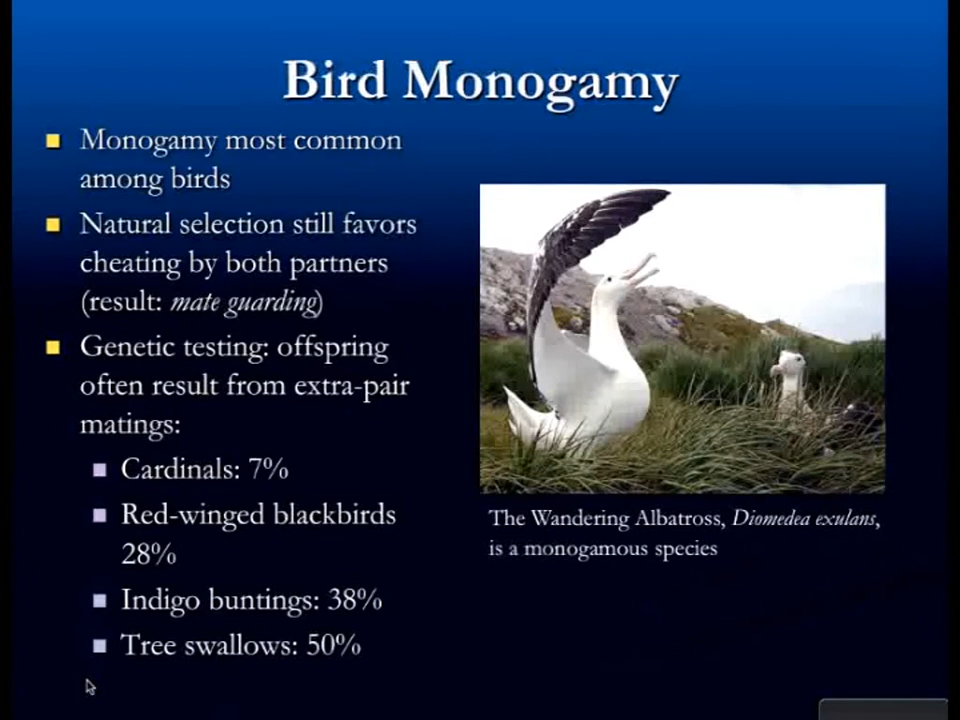 Bird Monogamy
Monogamy most common
among birds
Natural selection still favors
cheating by both partners
(result: mate guarding)
Genetic testing: offspring
often result from extra-pair
matings:
Cardinals: 7%
Red-winged blackbirds
28%
Indigo buntings: 38%
Tree swallows: 50%
The Wandering Albatross, Diomedea exulans,
is a monogamous species